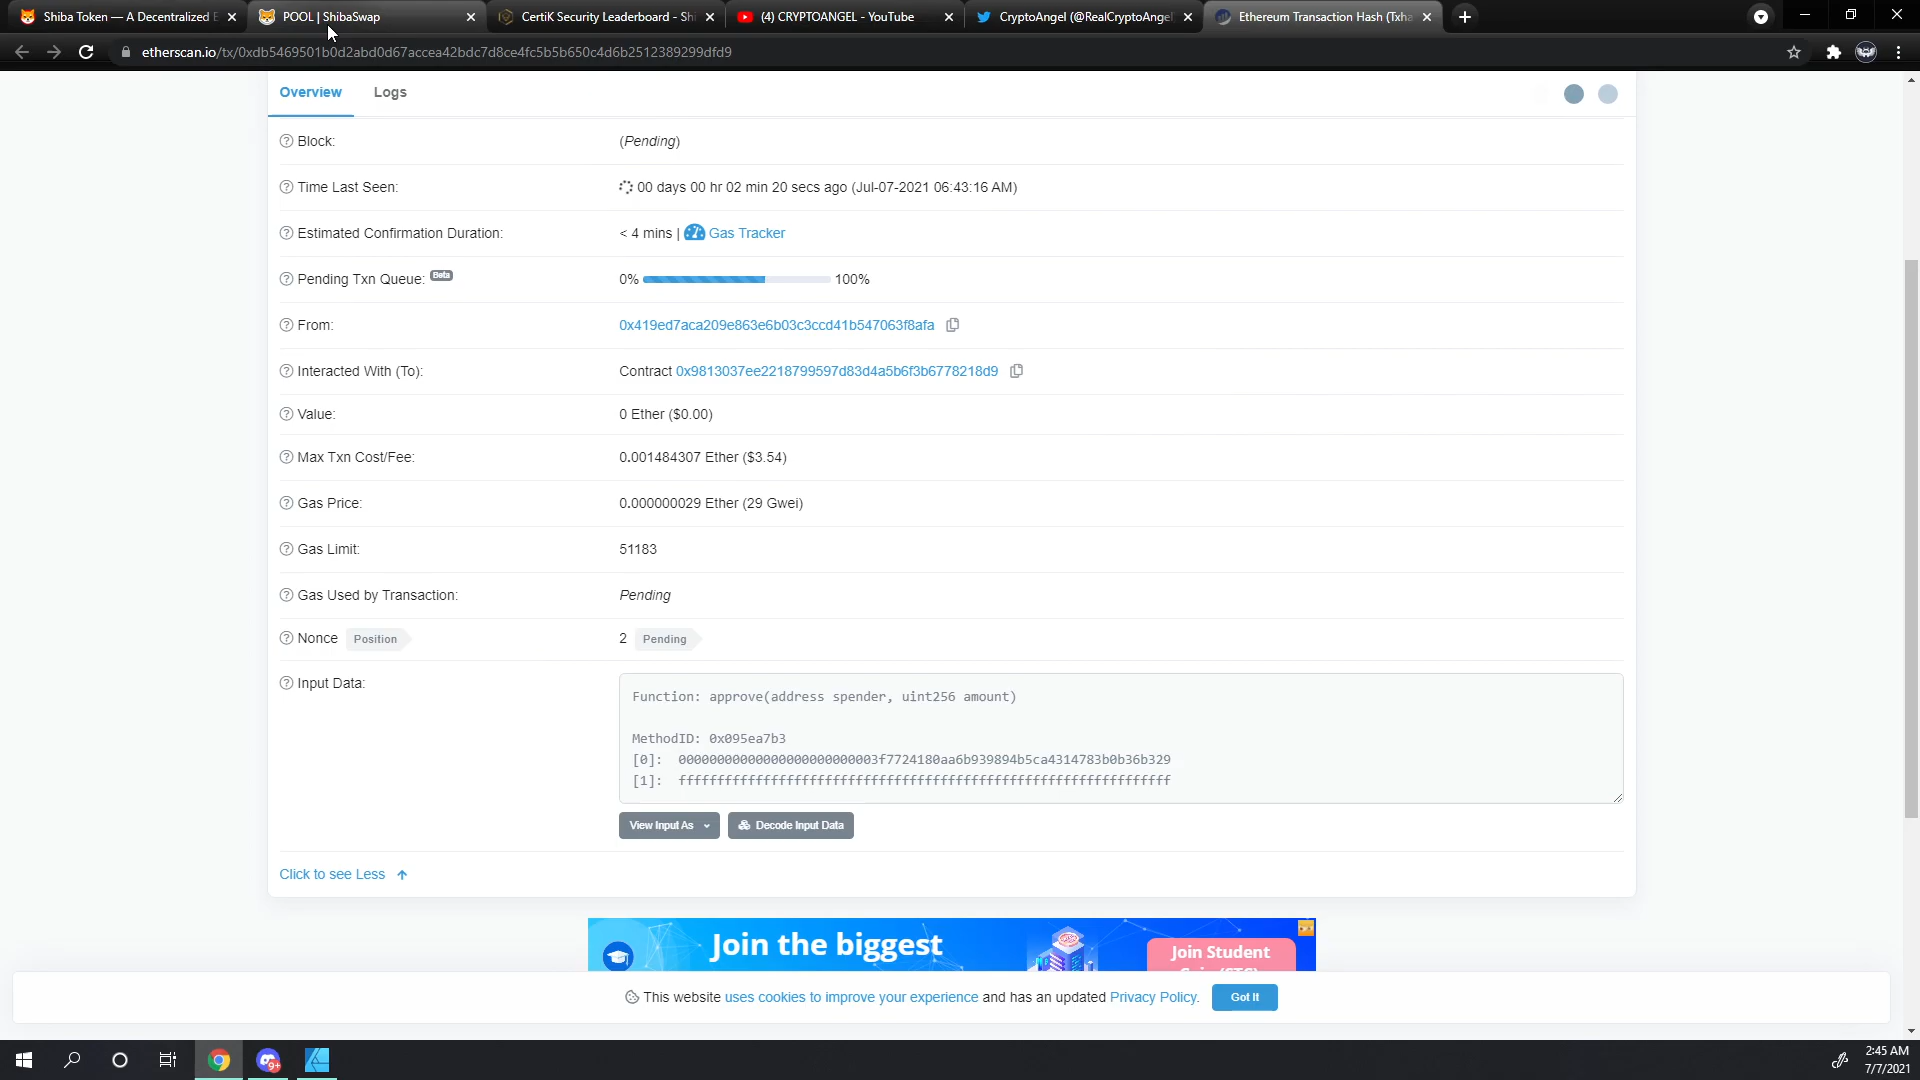 Shiba Token — A Decentralized E
POOL | ShibaSwap
CertiK Security Leaderboard - Shi
(4) CRYPTOANGEL - YouTube
CryptoAngel (@RealCryptoAngel
Ethereum Transaction Hash (Txha
etherscan.io/tx/0xdb5469501b0d2abd0d67accea42bdc7d8ce4fc5b5b650c4d6b2512389299dfd9
Overview
Logs
Block:
(Pending)
Time Last Seen:
00 days 00 hr 02 min 20 secs ago (Jul-07-2021 06:43:16 AM)
Estimated Confirmation Duration:
< 4 mins | Gas Tracker
Pending Txn Queue: Beta
0% 100%
From:
0x419ed7aca209e863e6b03c3ccd41b547063f8afa
Interacted With (To):
Contract 0x9813037ee2218799597d83d4a5b6f3b6778218d9
Value:
0 Ether ($0.00)
Max Txn Cost/Fee:
0.001484307 Ether ($3.54)
Gas Price:
0.000000029 Ether (29 Gwei)
Gas Limit:
51183
Gas Used by Transaction:
Pending
Nonce Position
2 Pending
Input Data:
Function: approve(address spender, uint256 amount)
MethodID: 0x095ea7b3
[0]: 0000000000000000000000003f7724180aa6b939894b5ca4314783b0b36b329
[1]: ffffffffffffffffffffffffffffffffffffffffffffffffffffffffffffffff
View Input As
Decode Input Data
Click to see Less
Join the biggest
Join Student
This website uses cookies to improve your experience and has an updated Privacy Policy.
Got It
9+
2:45 AM
7/7/2021